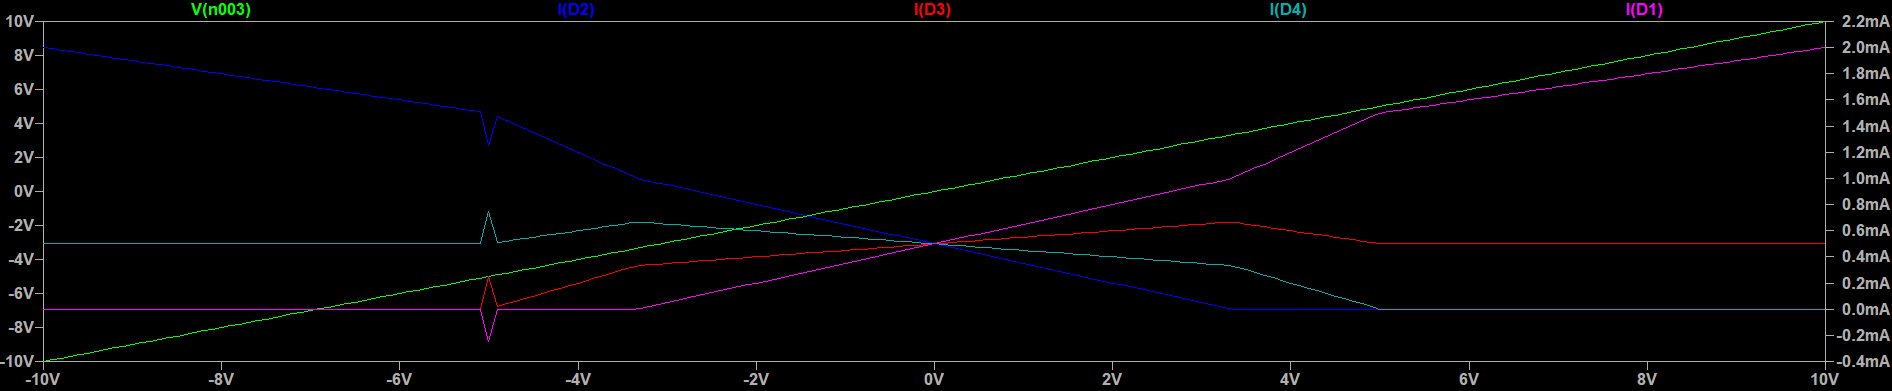 V(n003) I(D2) I(D3) I(D4) I(D1)
10V 2.2mA
8V 2.0mA
6V 1.8mA
4V 1.6mA
2V 1.4mA
0V 1.2mA
-2V 1.0mA
-4V 0.8mA
-6V 0.6mA
-8V 0.4mA
-10V 0.2mA
0.0mA
-0.2mA
-0.4mA
-10V -8V -6V -4V -2V 0V 2V 4V 6V 8V 10V